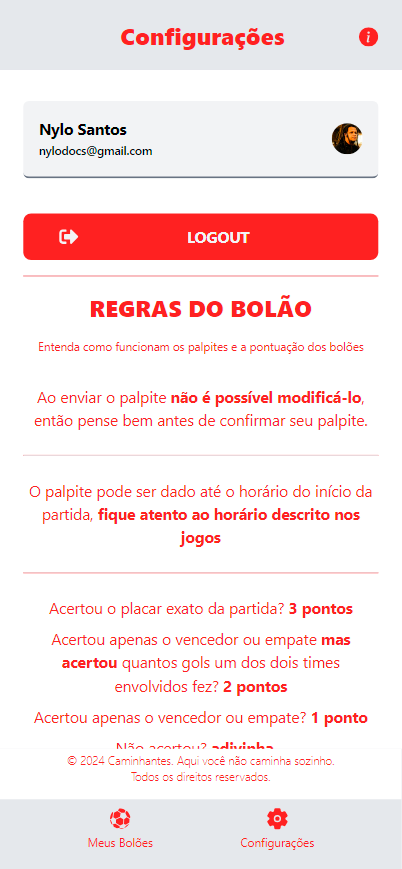 Configurações
Nylo Santos
nylodocs@gmail.com
LOGOUT
REGRAS DO BOLÃO
Entenda como funcionam os palpites e a pontuação dos bolões
Ao enviar o palpite não é possível modificá-lo,
então pense bem antes de confirmar seu palpite.
O palpite pode ser dado até o horário do início da
partida, fique atento ao horário descrito nos
jogos
Acertou o placar exato da partida? 3 pontos
Acertou apenas o vencedor ou empate mas
acertou quantos gols um dos dois times
envolvidos fez? 2 pontos
Acertou apenas o vencedor ou empate? 1 ponto
Não acertou? adivinha
© 2024 Caminhantes. Aqui você não caminha sozinho.
Todos os direitos reservados.
Meus Bolões
Configurações